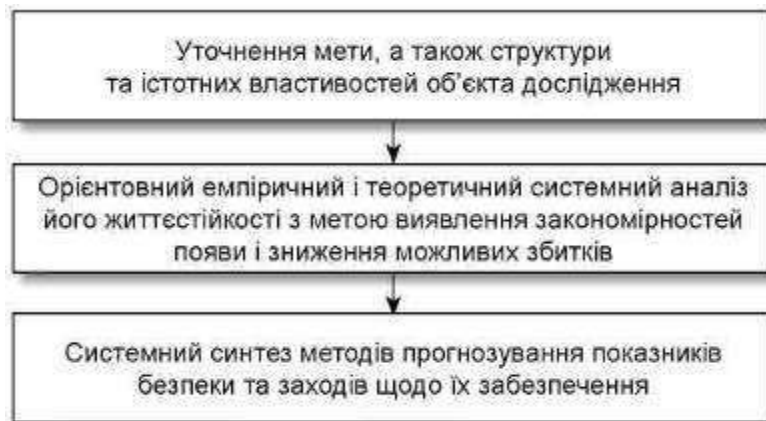 Уточнення мети, а також структури
та істотних властивостей об’єкта дослідження
Орієнтовний емпіричний і теоретичний системний аналіз
його життєстійкості з метою виявлення закономірностей
появи і зниження можливих збитків
Системний синтез методів прогнозування показників
безпеки та заходів щодо їх забезпечення